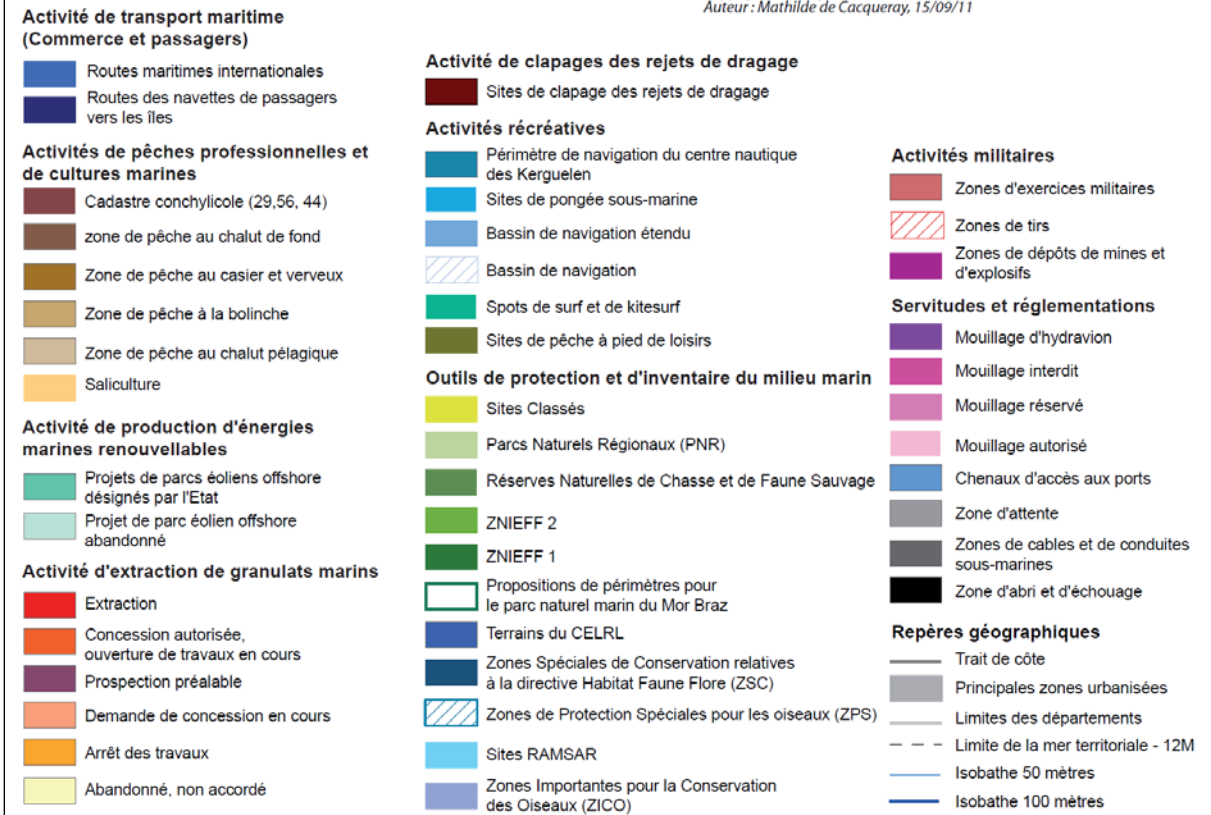 Auteur : Mathilde de Cacqueray, 15/09/11
Activité de transport maritime
(Commerce et passagers)
Routes maritimes internationales
Routes des navettes de passagers
vers les îles
Activités de pêches professionnelles et
de cultures marines
Cadastre conchylicole (29,56, 44)
zone de pêche au chalut de fond
Zone de pêche au casier et verveux
Zone de pêche à la bolinche
Zone de pêche au chalut pélagique
Saliculture
Activité de production d'énergies
marines renouvellables
Projets de parcs éoliens offshore
désignés par l'Etat
Projet de parc éolien offshore
abandonné
Activité d'extraction de granulats marins
Extraction
Concession autorisée,
ouverture de travaux en cours
Prospection préalable
Demande de concession en cours
Arrêt des travaux
Abandonné, non accordé
Activité de clapages des rejets de dragage
Sites de clapage des rejets de dragage
Activités récréatives
Périmètre de navigation du centre nautique
des Kerguelen
Sites de pongée sous-marine
Bassin de navigation étendu
Bassin de navigation
Spots de surf et de kitesurf
Sites de pêche à pied de loisirs
Outils de protection et d'inventaire du milieu marin
Sites Classés
Parcs Naturels Régionaux (PNR)
Réserves Naturelles de Chasse et de Faune Sauvage
ZNIEFF 2
ZNIEFF 1
Propositions de périmètres pour
le parc naturel marin du Mor Braz
Terrains du CELRL
Zones Spéciales de Conservation relatives
à la directive Habitat Faune Flore (ZSC)
Zones de Protection Spéciales pour les oiseaux (ZPS)
Sites RAMSAR
Zones Importantes pour la Conservation
des Oiseaux (ZICO)
Activités militaires
Zones d'exercices militaires
Zones de tirs
Zones de dépôts de mines et
d'explosifs
Servitudes et réglementations
Mouillage d'hydravion
Mouillage interdit
Mouillage réservé
Mouillage autorisé
Chenaux d'accès aux ports
Zone d'attente
Zones de cables et de conduites
sous-marines
Zone d'abri et d'échouage
Repères géographiques
Trait de côte
Principales zones urbanisées
Limites des départements
Limite de la mer territoriale - 12M
Isobathe 50 mètres
Isobathe 100 mètres